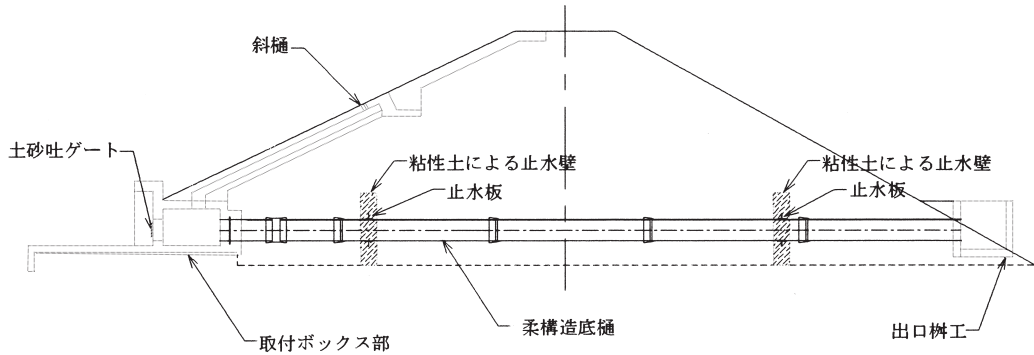 斜樋
土砂吐ゲート
粘性土による止水壁
止水板
粘性土による止水壁
止水板
柔構造底樋
取付ボックス部
出口桝工